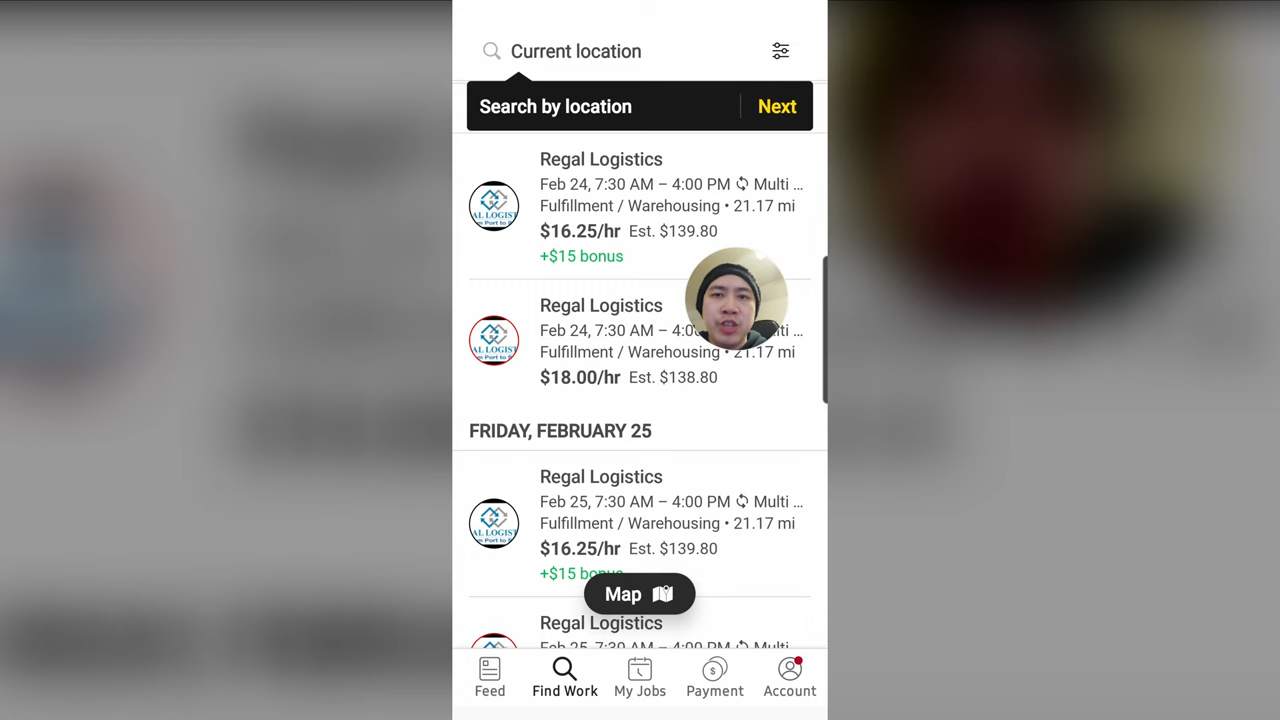 Current location
Search by location
Next
Regal Logistics
Feb 24, 7:30 AM – 4:00 PM Multi ...
Fulfillment / Warehousing • 21.17 mi
$16.25/hr Est. $139.80
+$15 bonus
Regal Logistics
Feb 24, 7:30 AM – 4:0
Fulfillment / Warehousing • 21.17 mi
$18.00/hr Est. $138.80
FRIDAY, FEBRUARY 25
Regal Logistics
Feb 25, 7:30 AM – 4:00 PM Multi ...
Fulfillment / Warehousing • 21.17 mi
$16.25/hr Est. $139.80
+$15 bonus
Map
Regal Logistics
Feb 25, 7:30 AM – 4:00 PM Multi ...
Feed
Find Work
My Jobs
Payment
Account